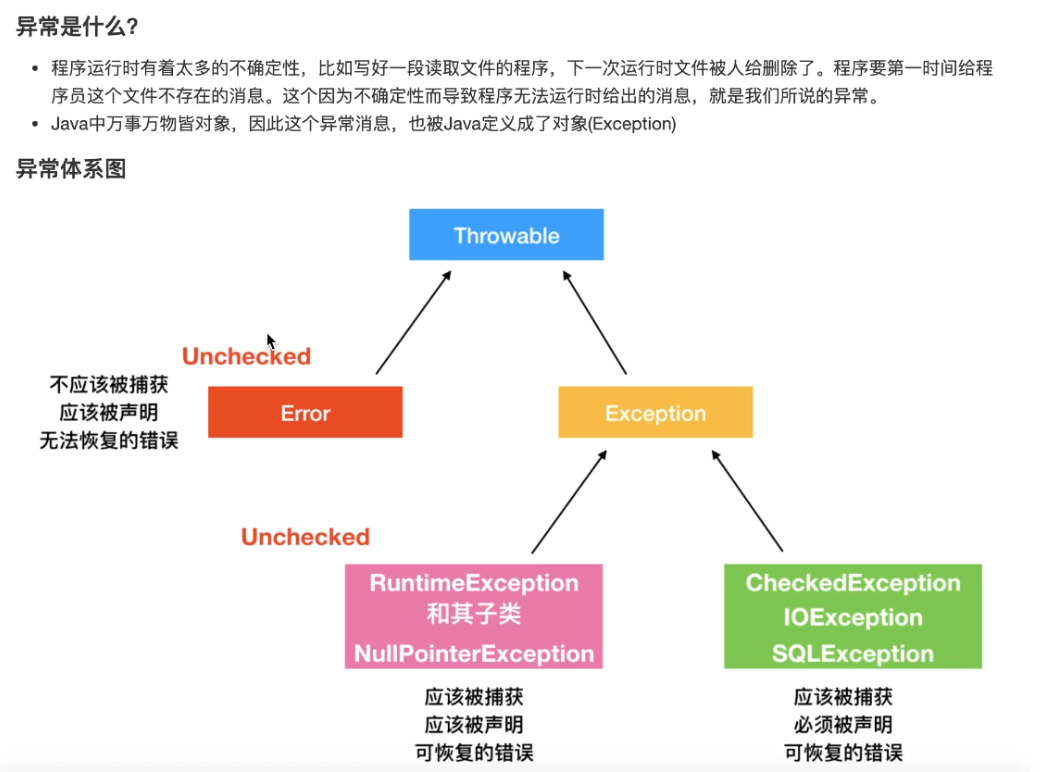 异常是什么?
• 程序运行时有着太多的不确定性，比如写好一段读取文件的程序，下一次运行时文件被人给删除了。程序要第一时间给程
序员这个文件不存在的消息。这个因为不确定性而导致程序无法运行时给出的消息，就是我们所说的异常。
• Java中万事万物皆对象，因此这个异常消息，也被Java定义成了对象(Exception)
异常体系图
Throwable
Unchecked
不应该被捕获
应该被声明
无法恢复的错误
Error
Exception
Unchecked
RuntimeException
和其子类
NullPointerException
CheckedException
IOException
SQLException
应该被捕获
应该被声明
可恢复的错误
应该被捕获
必须被声明
可恢复的错误